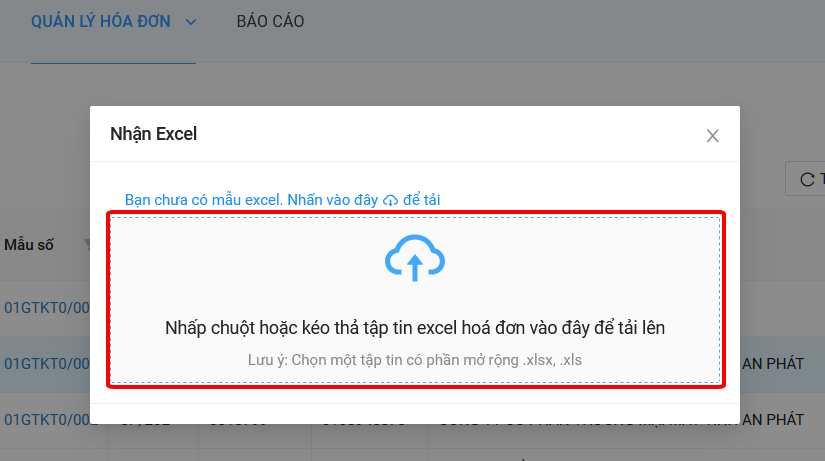 QUẢN LÝ HÓA ĐƠN BÁO CÁO
Nhận Excel
Bạn chưa có mẫu excel. Nhấn vào đây để tải
Mẫu số
Nhấp chuột hoặc kéo thả tập tin excel hoá đơn vào đây để tải lên
Lưu ý: Chọn một tập tin có phần mở rộng .xlsx, .xls
01GTKT0/00
01GTKT0/00 AN PHÁT
01GTKT0/002 AN PHÁT